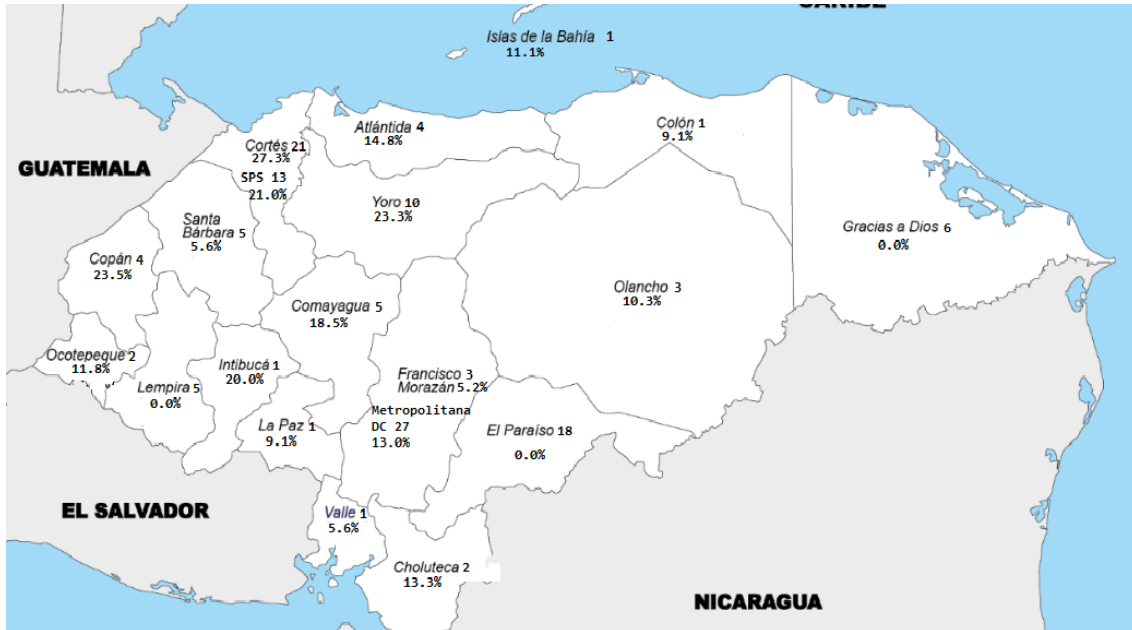 CARIBE
Islas de la Bahía 1
11.1%
Atlántida 4
14.8%
Colón 1
9.1%
Cortés 21
27.3%
SPS 13
21.0%
GUATEMALA
Yoro 10
23.3%
Santa
Bárbara 5
5.6%
Gracias a Dios 6
0.0%
Copán 4
23.5%
Olancho 3
10.3%
Comayagua 5
18.5%
Ocotepeque 2
11.8%
Intibucá 1
20.0%
Lempira 5
0.0%
Francisco 3
Morazán 5.2%
Metropolitana
DC 27
13.0%
La Paz 1
9.1%
El Paraíso 18
0.0%
EL SALVADOR
Valle 1
5.6%
Choluteca 2
13.3%
NICARAGUA